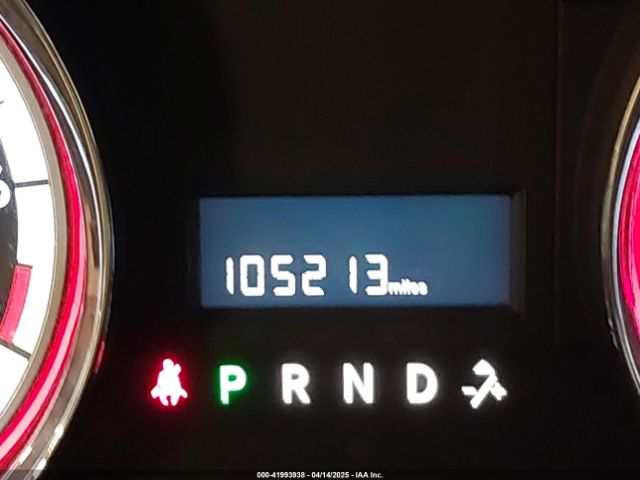 105213 miles
P R N D
000-41993938 - 04/14/2025 - IAA Inc.